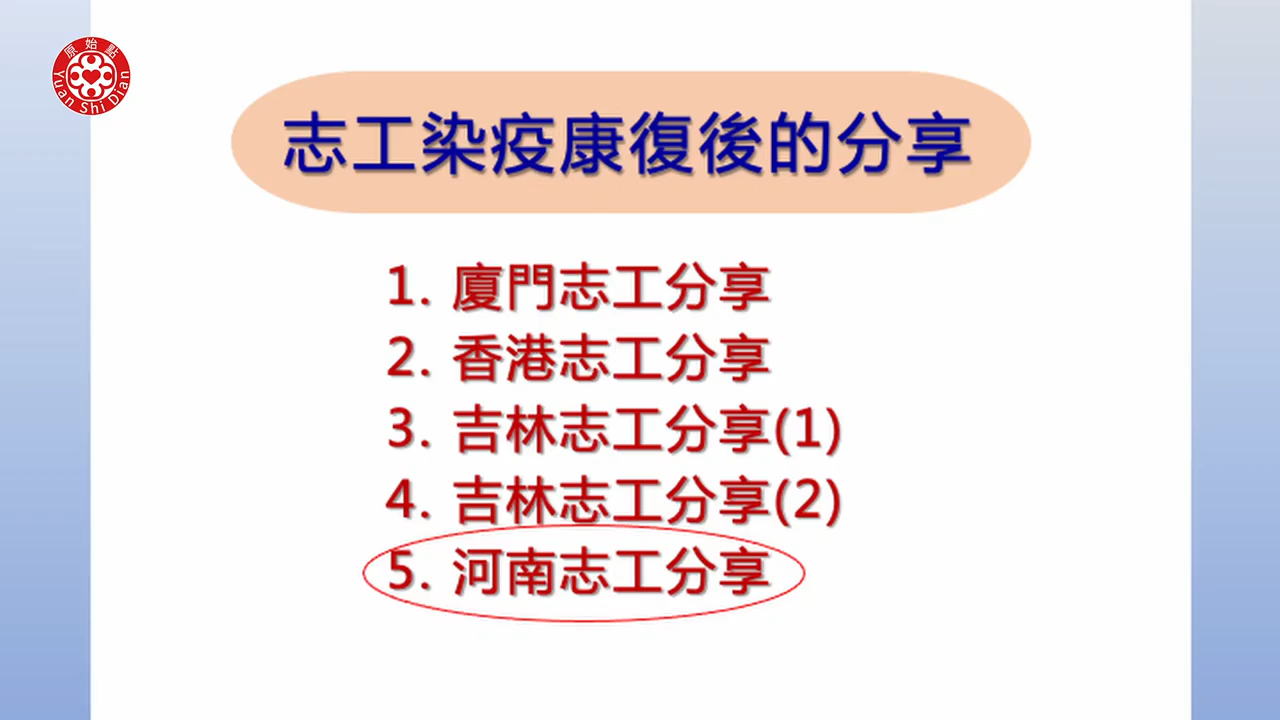 原始點
Yuan Shi Dian
志工染疫康復後的分享
1. 廈門志工分享
2. 香港志工分享
3. 吉林志工分享(1)
4. 吉林志工分享(2)
5. 河南志工分享